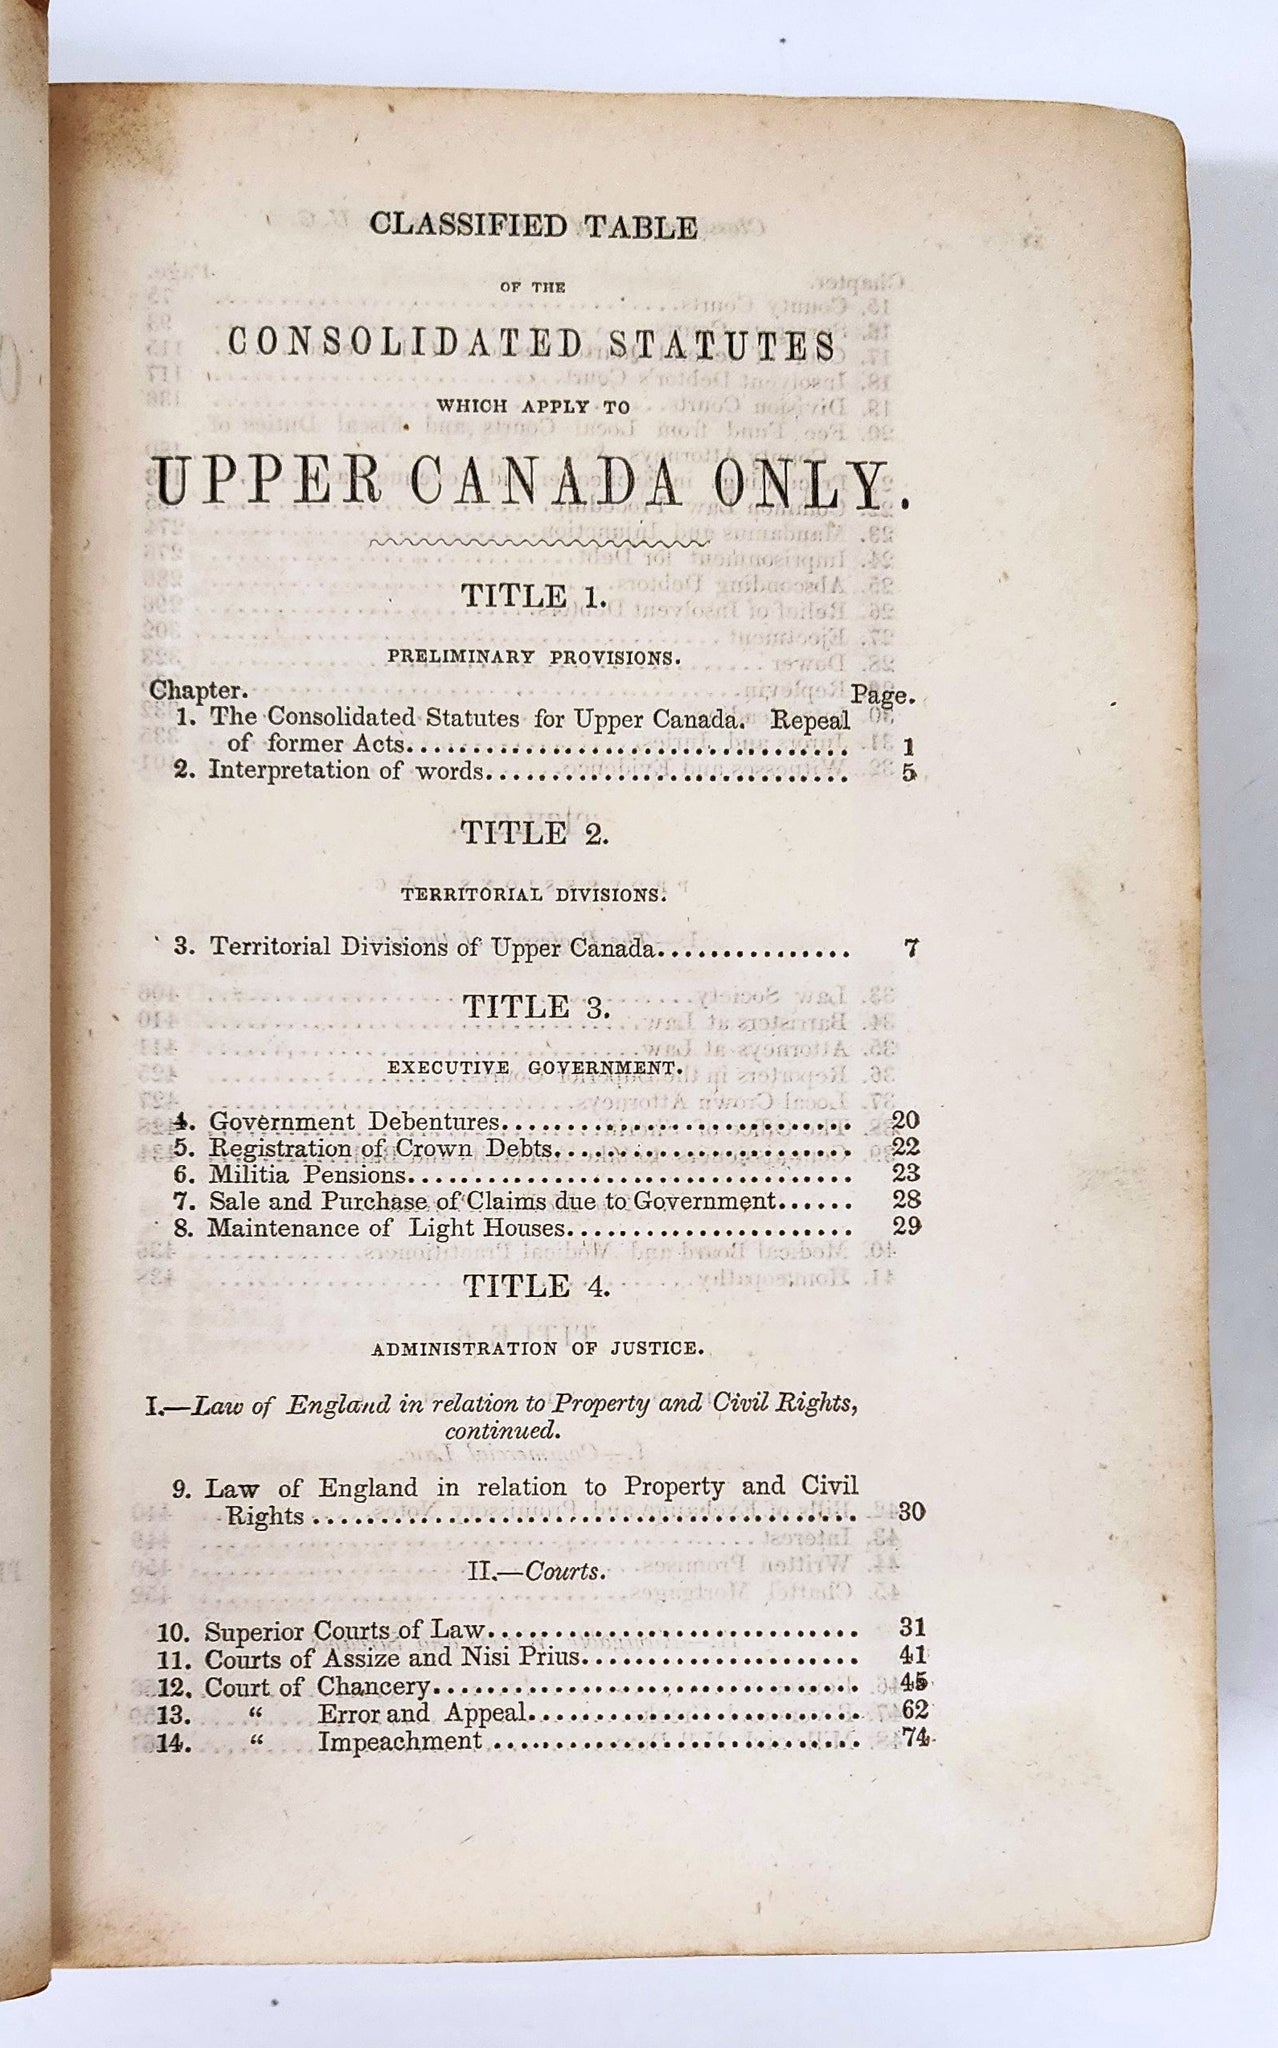 CLASSIFIED TABLE
OF THE
CONSOLIDATED STATUTES
WHICH APPLY TO
UPPER CANADA ONLY.
TITLE 1.
PRELIMINARY PROVISIONS.
Chapter. Page.
1. The Consolidated Statutes for Upper Canada. Repeal
of former Acts.................................. 1
2. Interpretation of words............................ 5
TITLE 2.
TERRITORIAL DIVISIONS.
3. Territorial Divisions of Upper Canada............... 7
TITLE 3.
EXECUTIVE GOVERNMENT.
4. Government Debentures........................... 20
5. Registration of Crown Debts....................... 22
6. Militia Pensions.................................. 23
7. Sale and Purchase of Claims due to Government...... 28
8. Maintenance of Light Houses...................... 29
TITLE 4.
ADMINISTRATION OF JUSTICE.
I.—Law of England in relation to Property and Civil Rights,
continued.
9. Law of England in relation to Property and Civil
Rights ......................................... 30
II.—Courts.
10. Superior Courts of Law............................ 31
11. Courts of Assize and Nisi Prius..................... 41
12. Court of Chancery................................ 45
13. “ Error and Appeal......................... 62
14. “ Impeachment ............................ 74